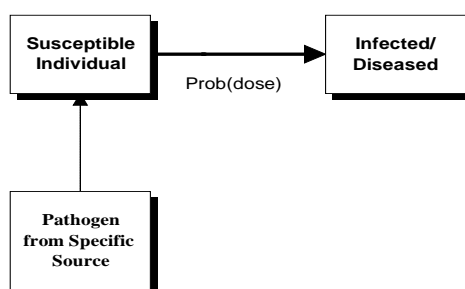 Susceptible
Individual
Infected/
Diseased
Prob(dose)
Pathogen
from Specific
Source